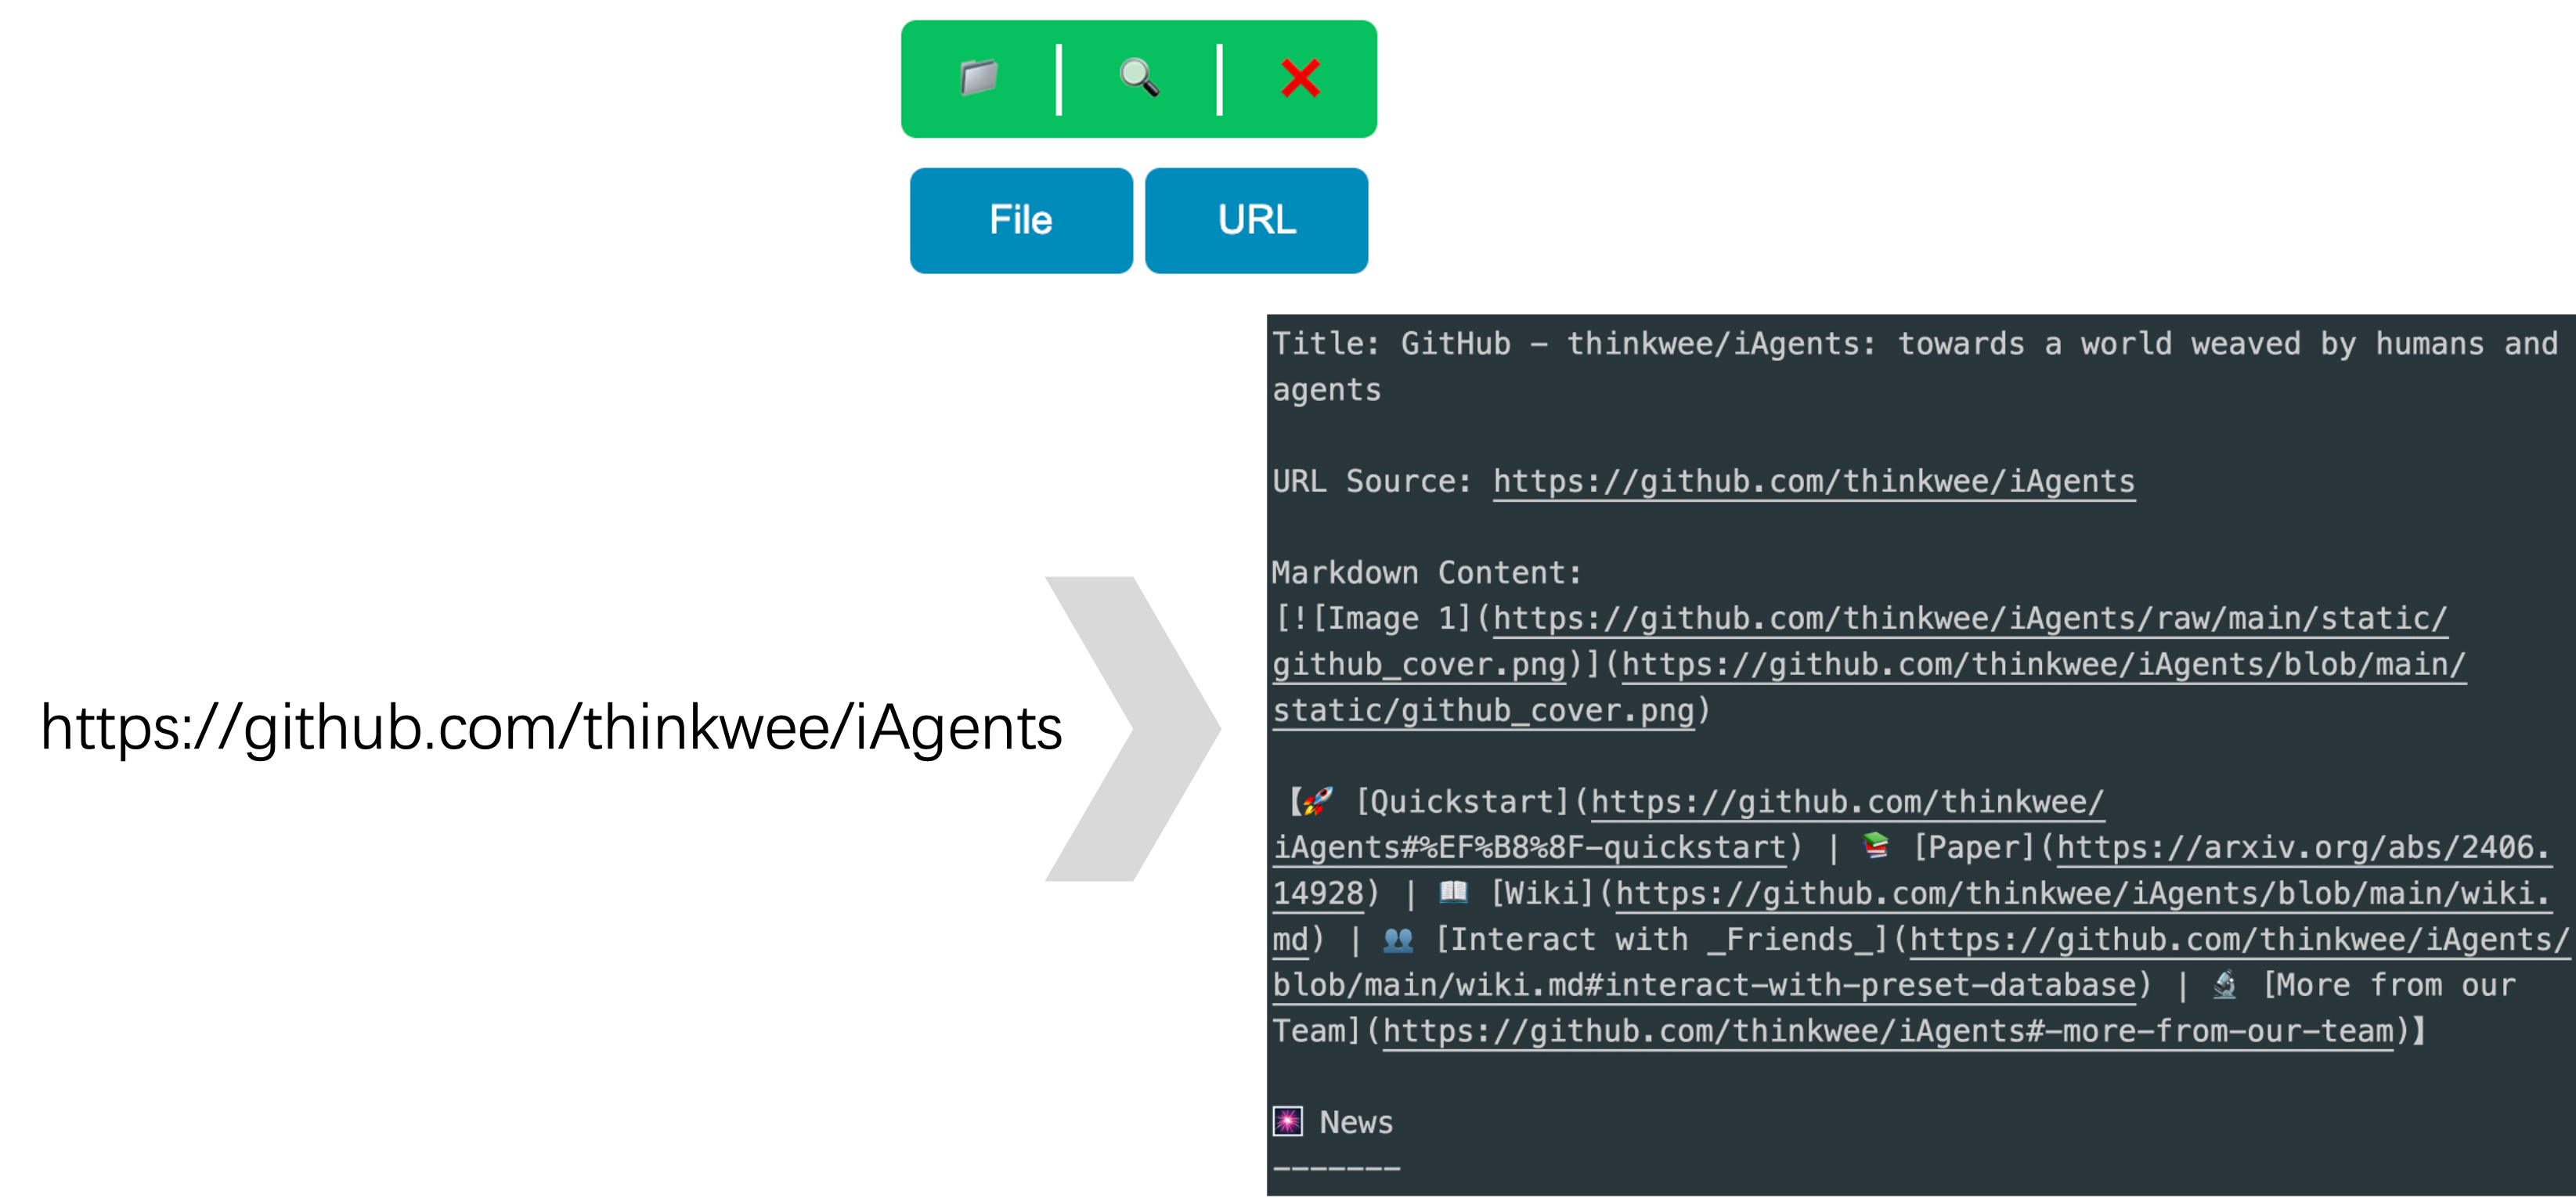 File
URL
https://github.com/thinkwee/iAgents
Title: GitHub - thinkwee/iAgents: towards a world weaved by humans and
agents
URL Source: https://github.com/thinkwee/iAgents
Markdown Content:
[![Image 1](https://github.com/thinkwee/iAgents/raw/main/static/
github_cover.png)](https://github.com/thinkwee/iAgents/blob/main/
static/github_cover.png)
【🚀 [Quickstart](https://github.com/thinkwee/
iAgents#%EF%B8%8F-quickstart) | 📚 [Paper](https://arxiv.org/abs/2406.
14928) | 📖 [Wiki](https://github.com/thinkwee/iAgents/blob/main/wiki.
md) | 👥 [Interact with _Friends_](https://github.com/thinkwee/iAgents/
blob/main/wiki.md#interact-with-preset-database) | 🔬 [More from our
Team](https://github.com/thinkwee/iAgents#-more-from-our-team)】
🎆 News
-------